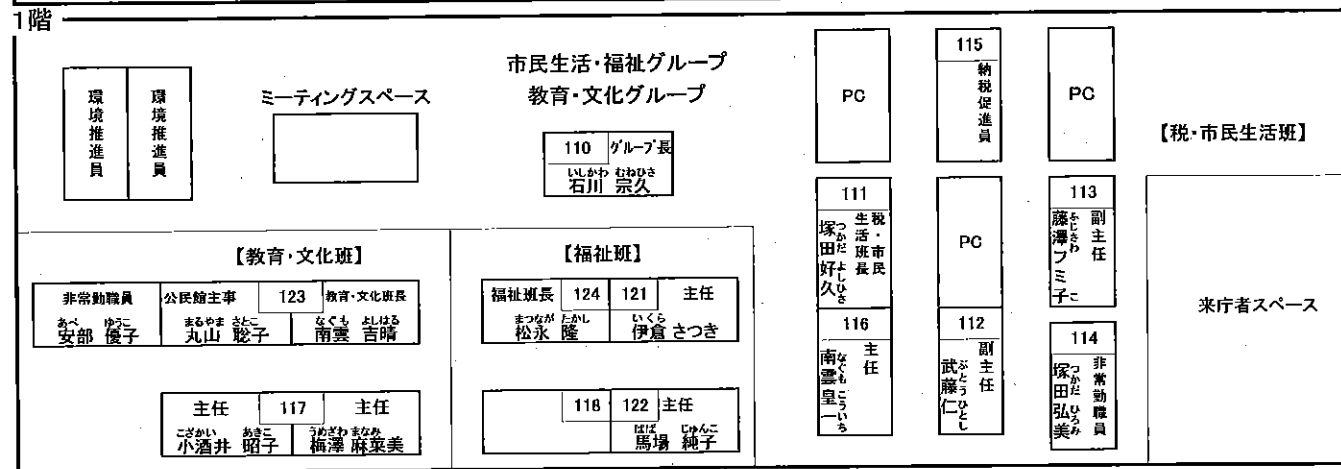 1階
環境推進員
環境推進員
ミーティングスペース
市民生活・福祉グループ
教育・文化グループ
110 グループ長
いしかわ むねひさ
石川 宗久
PC
115
納税促進員
PC
【税・市民生活班】
111
税・市民
生活班長
つかだ よしひさ
塚田 好久
PC
113
副主任
ふじさわ こ
藤澤フミ子
来庁者スペース
116
主任
なぐも こういち
南雲皇一
112
副主任
ぶとう ひとし
武藤仁
114
非常勤職員
つかだ ひろみ
塚田弘美
【教育・文化班】
非常勤職員
あべ ゆうこ
安部 優子
公民館主事
まるやま さとこ
丸山 聡子
123
教育・文化班長
なぐも よしはる
南雲 吉晴
主任 117 主任
こざかい あきこ
小酒井 昭子
うめざわ まなみ
梅澤 麻菜美
【福祉班】
福祉班長 124 121 主任
まつなが たかし
松永 隆
いくら
伊倉 さつき
118 122 主任
ばば じゅんこ
馬場 純子